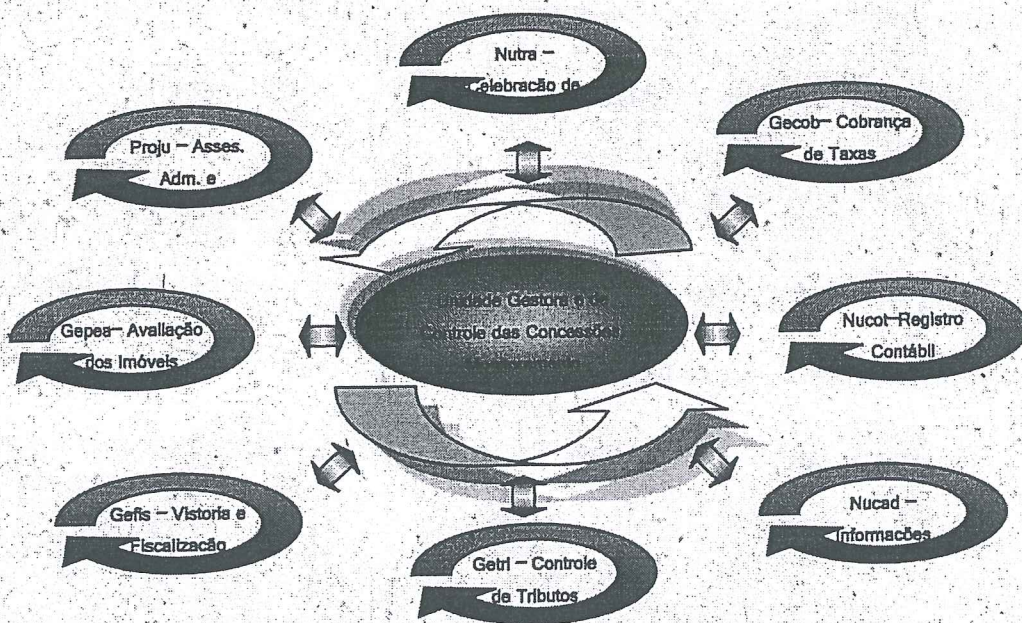 Nutra –
Celebração de
Gecob– Cobrança
de Taxas
Proju – Asses.
Adm. e
Unidade Gestora e de
Controle das Concessões
Gepea– Avaliação
dos Imóveis
Nucot-Registro
Contábil
Gefis – Vistoria e
Fiscalização
Getri – Controle
de Tributos
Nucad –
Informações